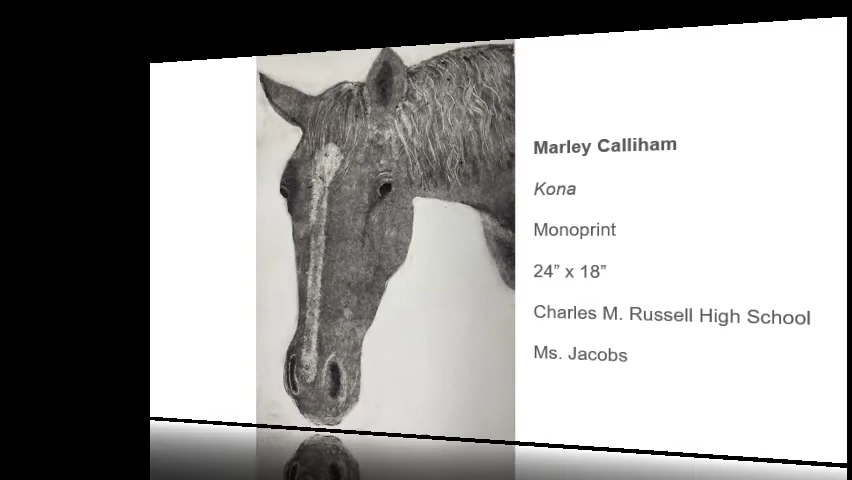 Marley Calliham
Kona
Monoprint
24” x 18”
Charles M. Russell High School
Ms. Jacobs